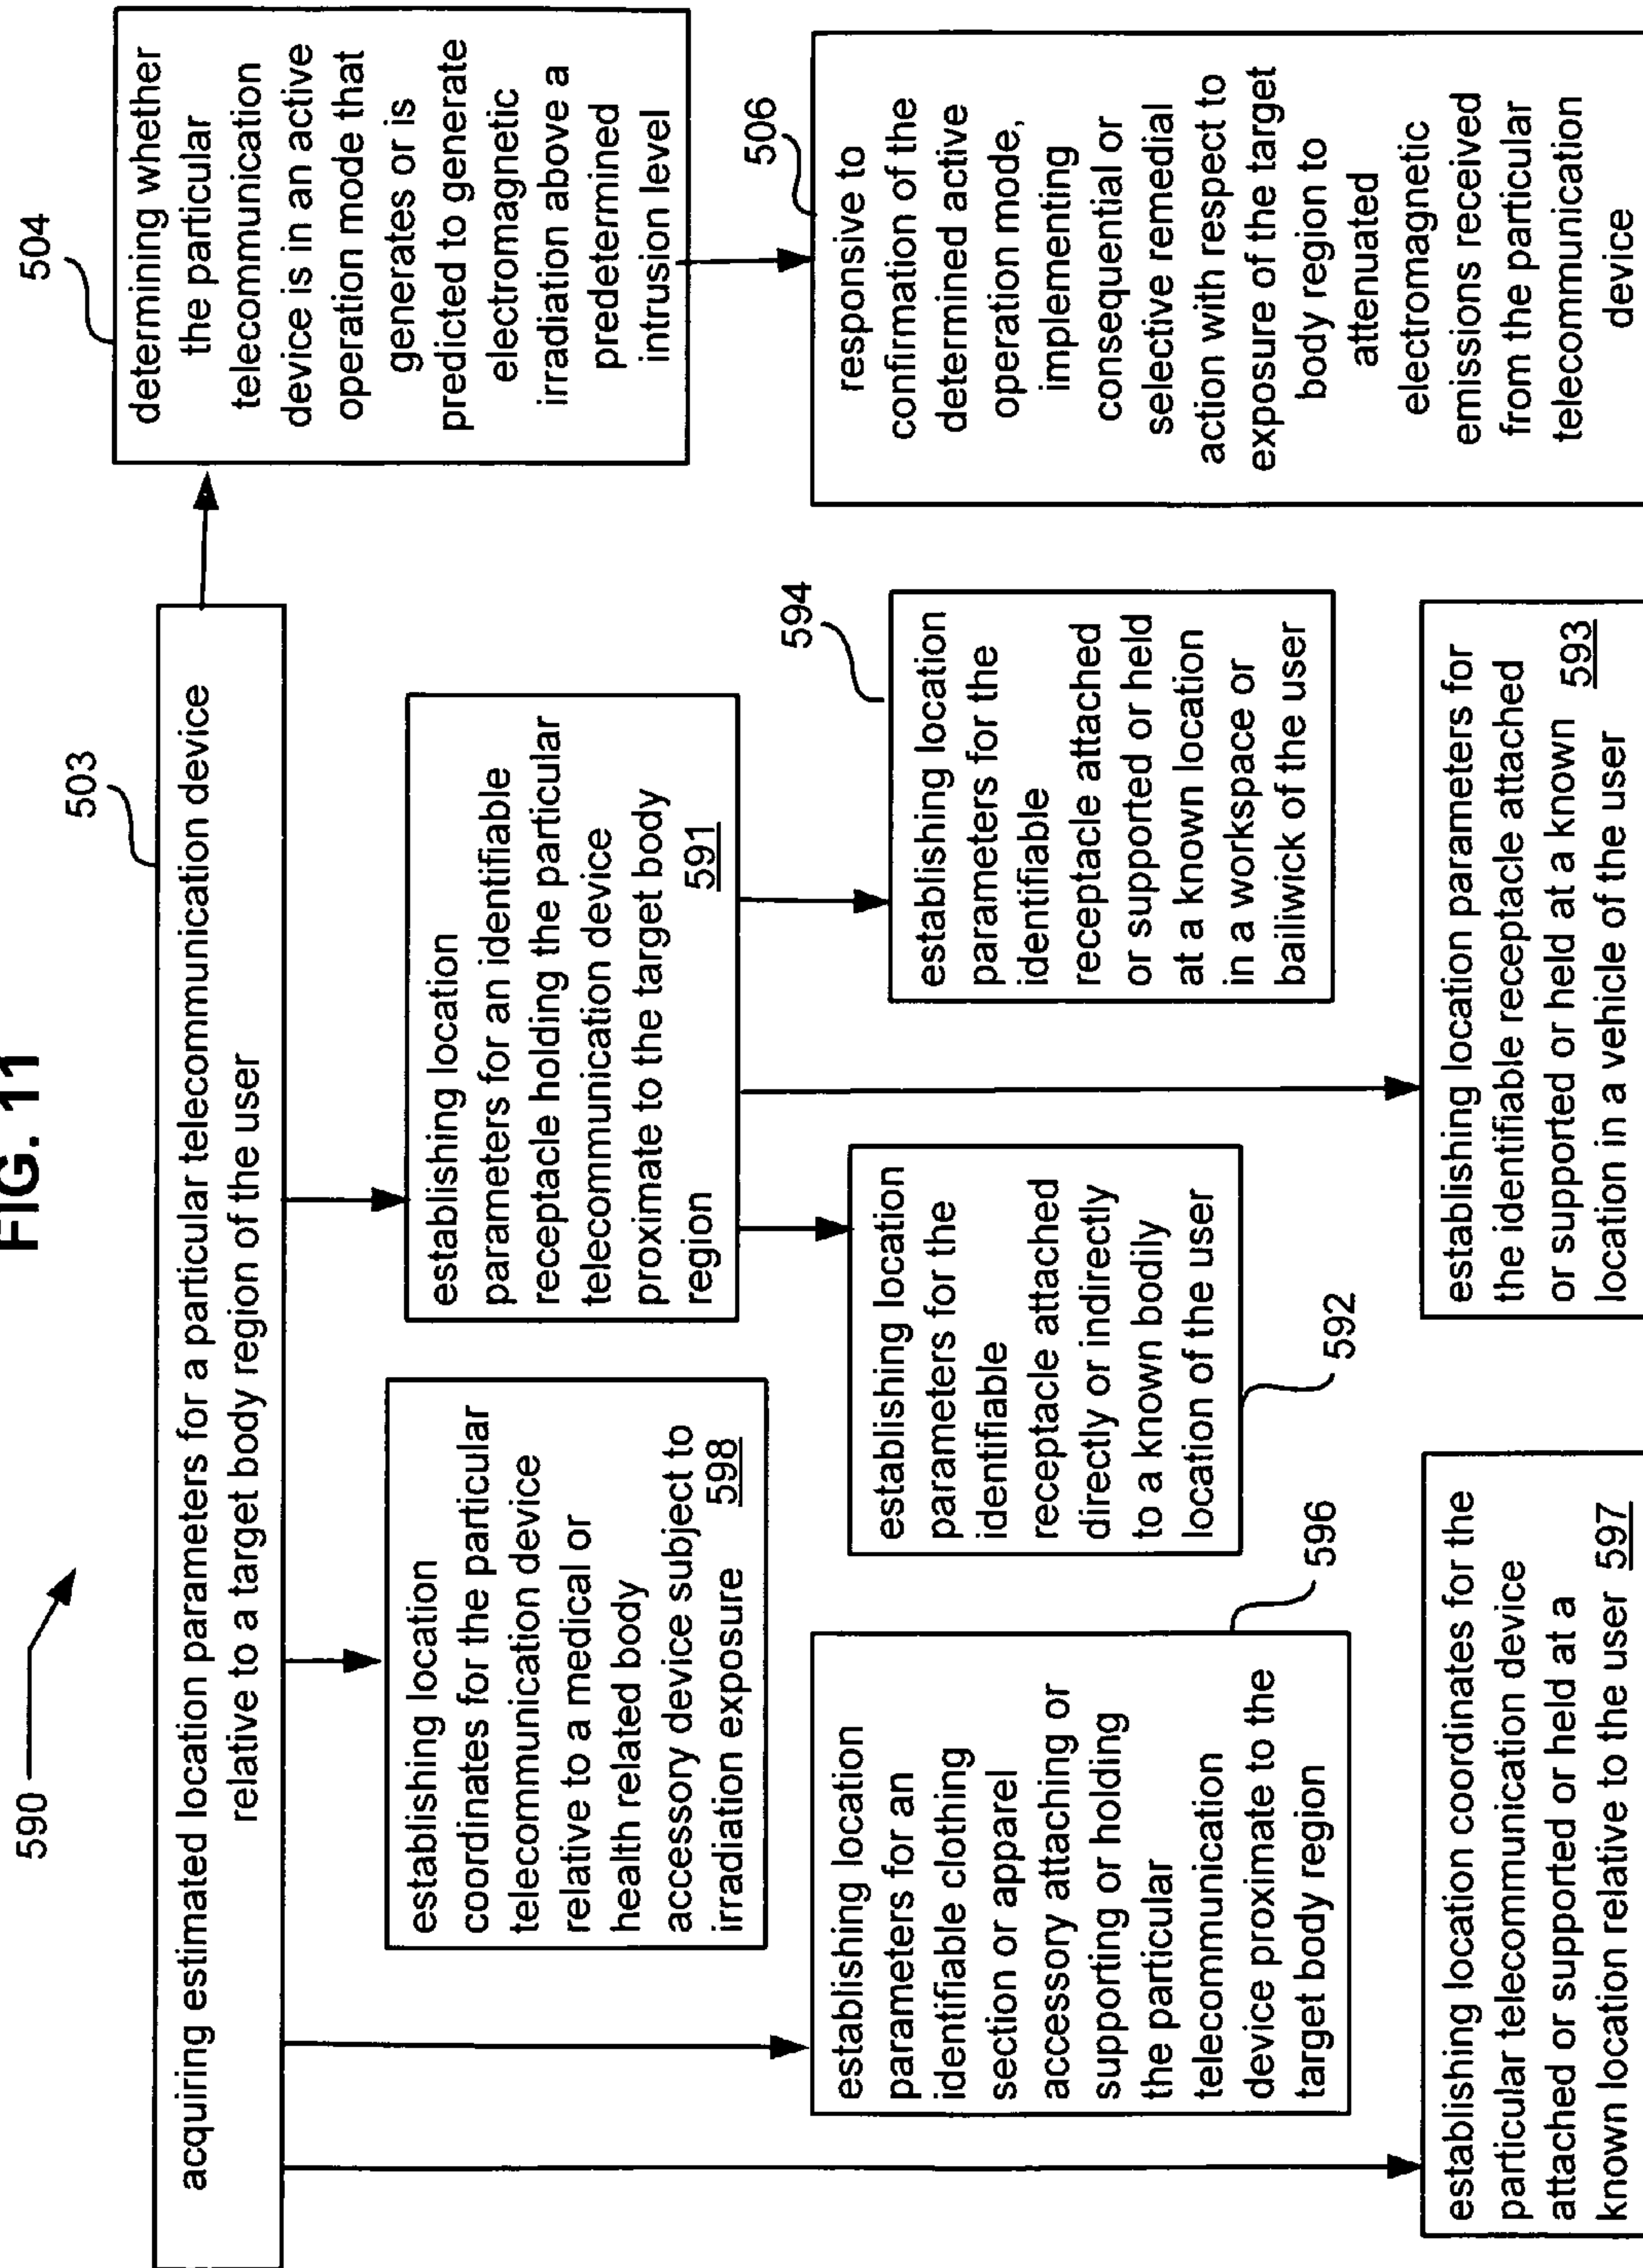 FIG. 11
590
503
acquiring estimated location parameters for a particular telecommunication device
relative to a target body region of the user
504
determining whether
the particular
telecommunication
device is in an active
operation mode that
generates or is
predicted to generate
electromagnetic
irradiation above a
predetermined
intrusion level
506
responsive to
confirmation of the
determined active
operation mode,
implementing
consequential or
selective remedial
action with respect to
exposure of the target
body region to
attenuated
electromagnetic
emissions received
from the particular
telecommunication
device
establishing location
coordinates for the particular
telecommunication device
relative to a medical or
health related body
accessory device subject to
irradiation exposure 598
establishing location
parameters for an identifiable
receptacle holding the particular
telecommunication device
proximate to the target body
region 591
establishing location
parameters for an
identifiable clothing
section or apparel
accessory attaching or
supporting or holding
the particular
telecommunication
device proximate to the
target body region
596
establishing location
parameters for the
identifiable
receptacle attached
directly or indirectly
to a known bodily
location of the user
592
594
establishing location
parameters for the
identifiable
receptacle attached
or supported or held
at a known location
in a workspace or
bailiwick of the user
establishing location coordinates for the
particular telecommunication device
attached or supported or held at a
known location relative to the user 597
establishing location parameters for
the identifiable receptacle attached
or supported or held at a known 593
location in a vehicle of the user